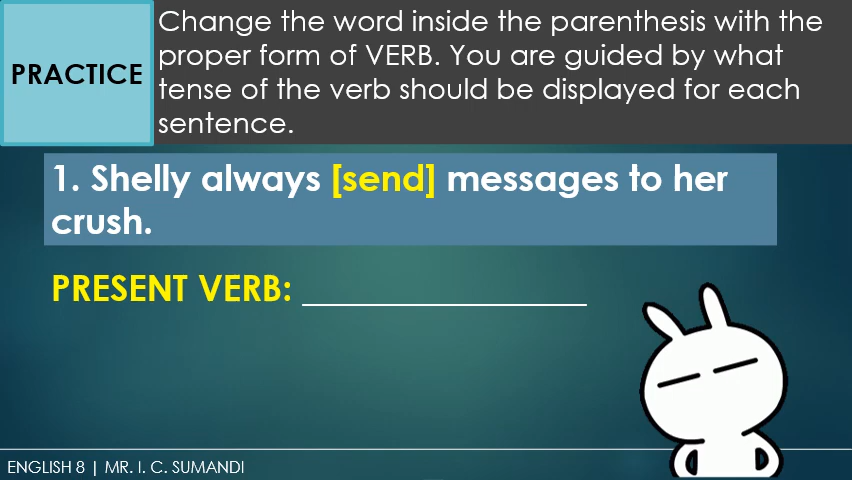 PRACTICE
Change the word inside the parenthesis with the
proper form of VERB. You are guided by what
tense of the verb should be displayed for each
sentence.
1. Shelly always [send] messages to her
crush.
PRESENT VERB: _______________
ENGLISH 8 | MR. I. C. SUMANDI